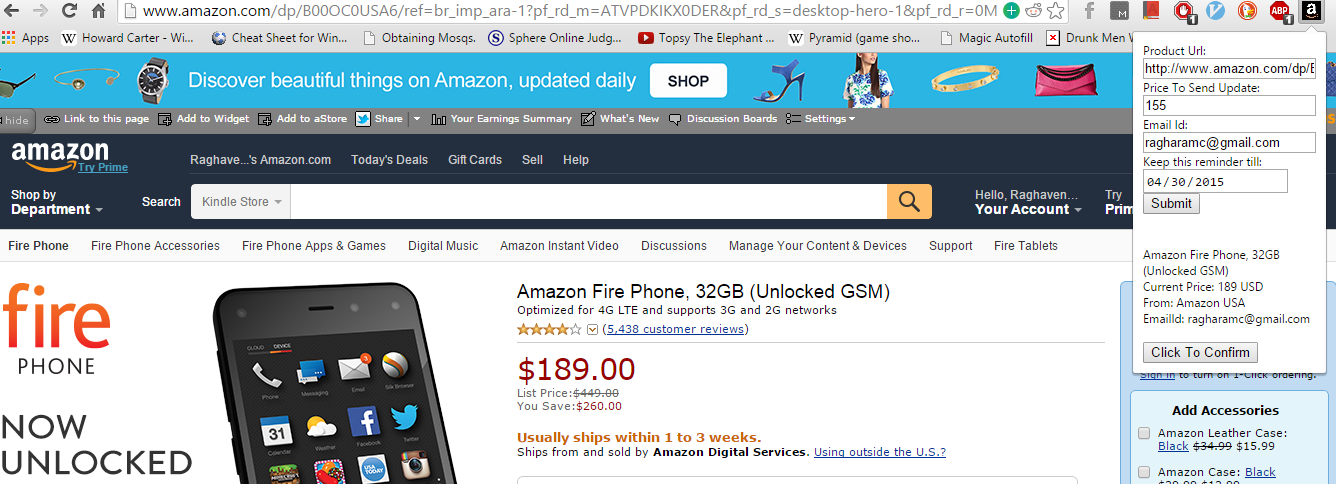 www.amazon.com/dp/B00OC0USA6/ref=br_imp_ara-1?pf_rd_m=ATVPDKIKX0DER&pf_rd_s=desktop-hero-1&pf_rd_r=0M
Apps Howard Carter - Wi... Cheat Sheet for Win... Obtaining Mosqs. Sphere Online Judg... Topsy The Elephant ... Pyramid (game sho... Magic Autofill Drunk Men W
Discover beautiful things on Amazon, updated daily SHOP
hide Link to this page Add to Widget Add to aStore Share Your Earnings Summary What's New Discussion Boards Settings
amazon Try Prime Raghave...'s Amazon.com Today's Deals Gift Cards Sell Help
Shop by Department Search Kindle Store Hello, Raghaven... Your Account Try Prim
Fire Phone Fire Phone Accessories Fire Phone Apps & Games Digital Music Amazon Instant Video Discussions Manage Your Content & Devices Support Fire Tablets
fire
PHONE
NOW
UNLOCKED
CLOUD DEVICE
Phone Messaging Email Silk Browser
31
Calendar Weather Facebook Twitter
USA TODAY
Amazon Fire Phone, 32GB (Unlocked GSM)
Optimized for 4G LTE and supports 3G and 2G networks
(5,438 customer reviews)
$189.00
List Price:$449.00
You Save:$260.00
Usually ships within 1 to 3 weeks.
Ships from and sold by Amazon Digital Services. Using outside the U.S.?
1 1 ABP 1 a
Product Url:
http://www.amazon.com/dp/B
Price To Send Update:
155
Email Id:
ragharamc@gmail.com
Keep this reminder till:
04/30/2015
Submit
Amazon Fire Phone, 32GB
(Unlocked GSM)
Current Price: 189 USD
From: Amazon USA
EmailId: ragharamc@gmail.com
Click To Confirm
Sign in to turn on 1-Click ordering.
Add Accessories
Amazon Leather Case:
Black $34.99 $15.99
Amazon Case: Black